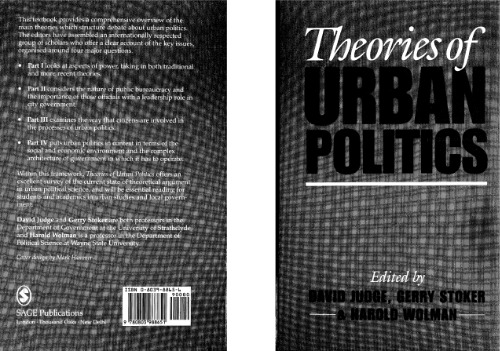 This textbook provides a comprehensive overview of the
main theories which structure debate about urban politics.
The editors have assembled an internationally respected
group of scholars who offer a clear account of the key issues,
organised around four major questions.
• Part I looks at aspects of power, taking in both traditional
and more recent theories.
• Part II considers the nature of public bureaucracy and
the importance of those officials with a leadership role in
city government.
• Part III examines the way that citizens are involved in
the processes of urban politics.
• Part IV puts urban politics in context in terms of the
social and economic environment and the complex
architecture of government in which it has to operate.
Within this framework, Theories of Urban Politics offers an
excellent survey of the current state of theoretical argument
in urban political science, and will be essential reading for
students and academics in urban studies and local govern-
ment.
David Judge and Gerry Stoker are both professors in the
Department of Government at the University of Strathclyde,
and Harold Wolman is a professor in the Department of
Political Science at Wayne State University.
Cover design by Mark
SAGE Publications
London · Thousand Oaks · New Delhi
ISBN 0-8039-8865-4
90000
9 780803 988651
Theories of
URBAN
POLITICS
Edited by
DAVID JUDGE, GERRY STOKER
& HAROLD WOLMAN